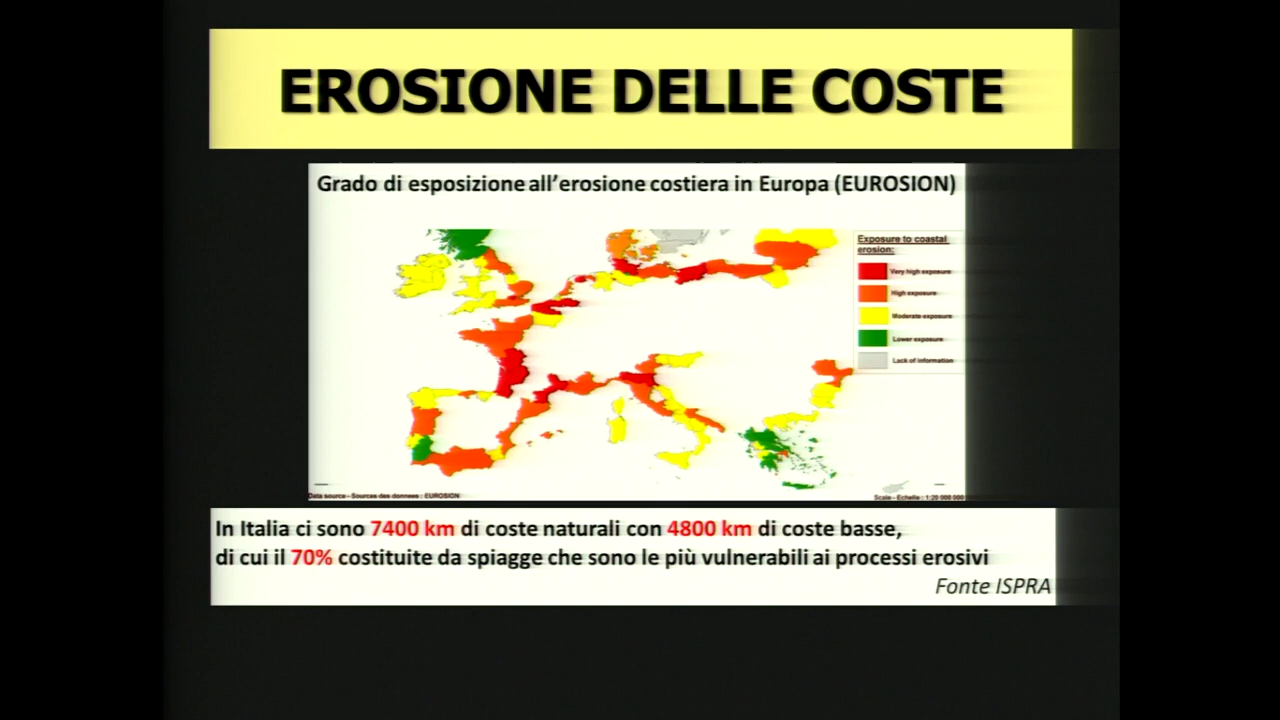 EROSIONE DELLE COSTE
Grado di esposizione all'erosione costiera in Europa (EUROSION)
Exposure to coastal
erosion:
Very high exposure
High exposure
Moderate exposure
Lower exposure
Lack of information
Data source - Sources des donnees : EUROSION
Scale - Echelle : 1:20 000 000
In Italia ci sono 7400 km di coste naturali con 4800 km di coste basse,
di cui il 70% costituite da spiagge che sono le più vulnerabili ai processi erosivi
Fonte ISPRA